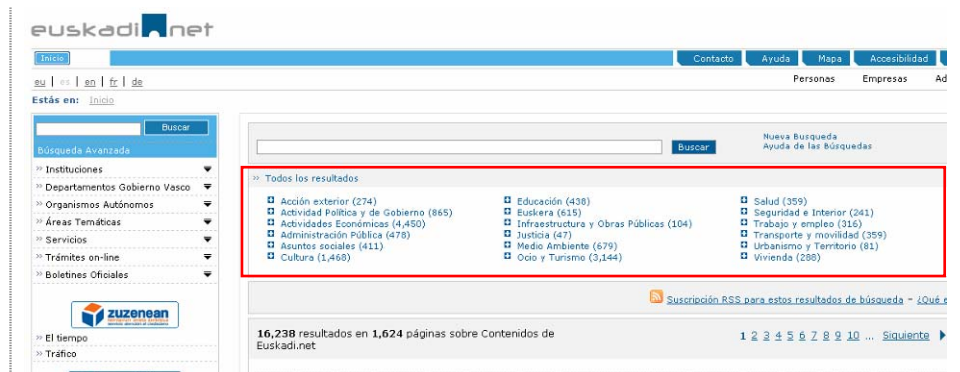 euskadi.net
Inicio
Contacto Ayuda Mapa Accesibilidad
eu | es | en | fr | de
Personas Empresas Ad
Estás en: Inicio
Buscar
Búsqueda Avanzada
» Instituciones
» Departamentos Gobierno Vasco
» Organismos Autónomos
» Áreas Temáticas
» Servicios
» Trámites on-line
» Boletines Oficiales
zuzenean
» El tiempo
» Tráfico
Buscar
Nueva Busqueda
Ayuda de las Búsquedas
» Todos los resultados
Acción exterior (274)
Actividad Política y de Gobierno (865)
Actividades Económicas (4,450)
Administración Pública (478)
Asuntos sociales (411)
Cultura (1,468)
Educación (438)
Euskera (615)
Infraestructura y Obras Públicas (104)
Justicia (47)
Medio Ambiente (679)
Ocio y Turismo (3,144)
Salud (359)
Seguridad e Interior (241)
Trabajo y empleo (316)
Transporte y movilidad (359)
Urbanismo y Territorio (81)
Vivienda (288)
Suscripción RSS para estos resultados de búsqueda - ¿Qué e
16,238 resultados en 1,624 páginas sobre Contenidos de
Euskadi.net
1 2 3 4 5 6 7 8 9 10 ... Siguiente